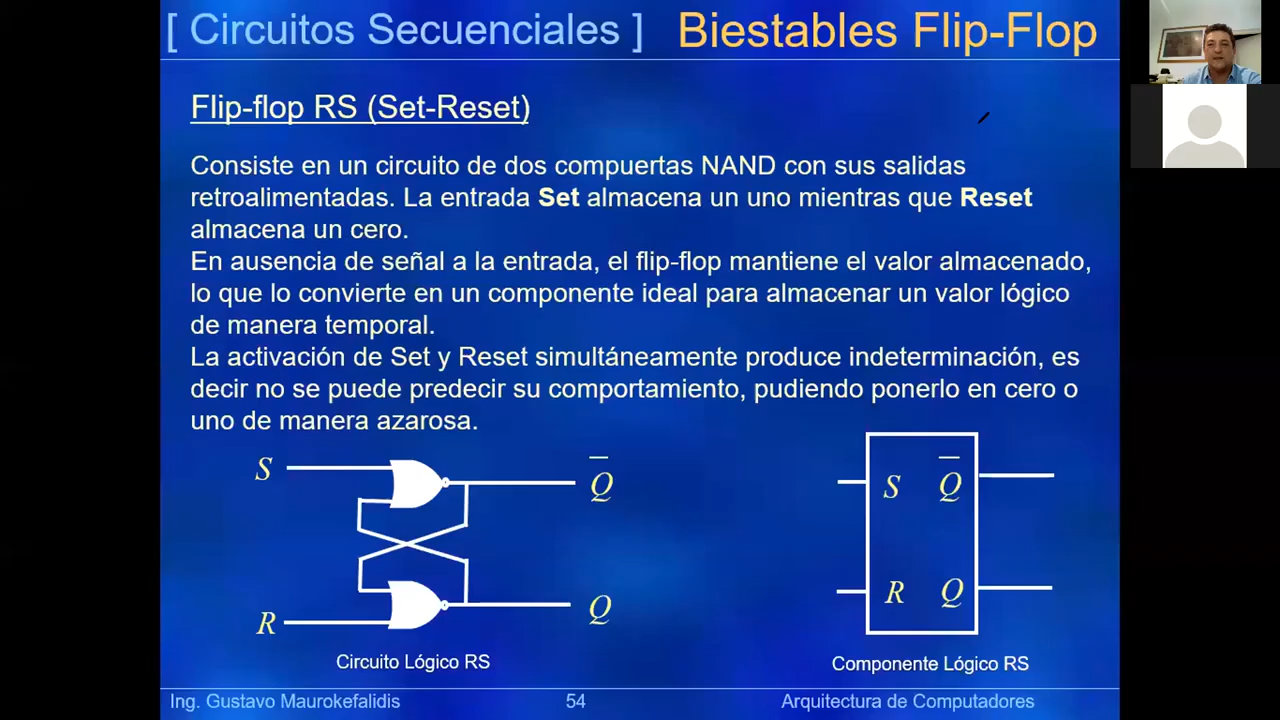 [ Circuitos Secuenciales ] Biestables Flip-Flop
Flip-flop RS (Set-Reset)
Consiste en un circuito de dos compuertas NAND con sus salidas
retroalimentadas. La entrada Set almacena un uno mientras que Reset
almacena un cero.
En ausencia de señal a la entrada, el flip-flop mantiene el valor almacenado,
lo que lo convierte en un componente ideal para almacenar un valor lógico
de manera temporal.
La activación de Set y Reset simultáneamente produce indeterminación, es
decir no se puede predecir su comportamiento, pudiendo ponerlo en cero o
uno de manera azarosa.
S Q̅
R Q
Circuito Lógico RS
S Q̅
R Q
Componente Lógico RS
Ing. Gustavo Maurokefalidis 54 Arquitectura de Computadores